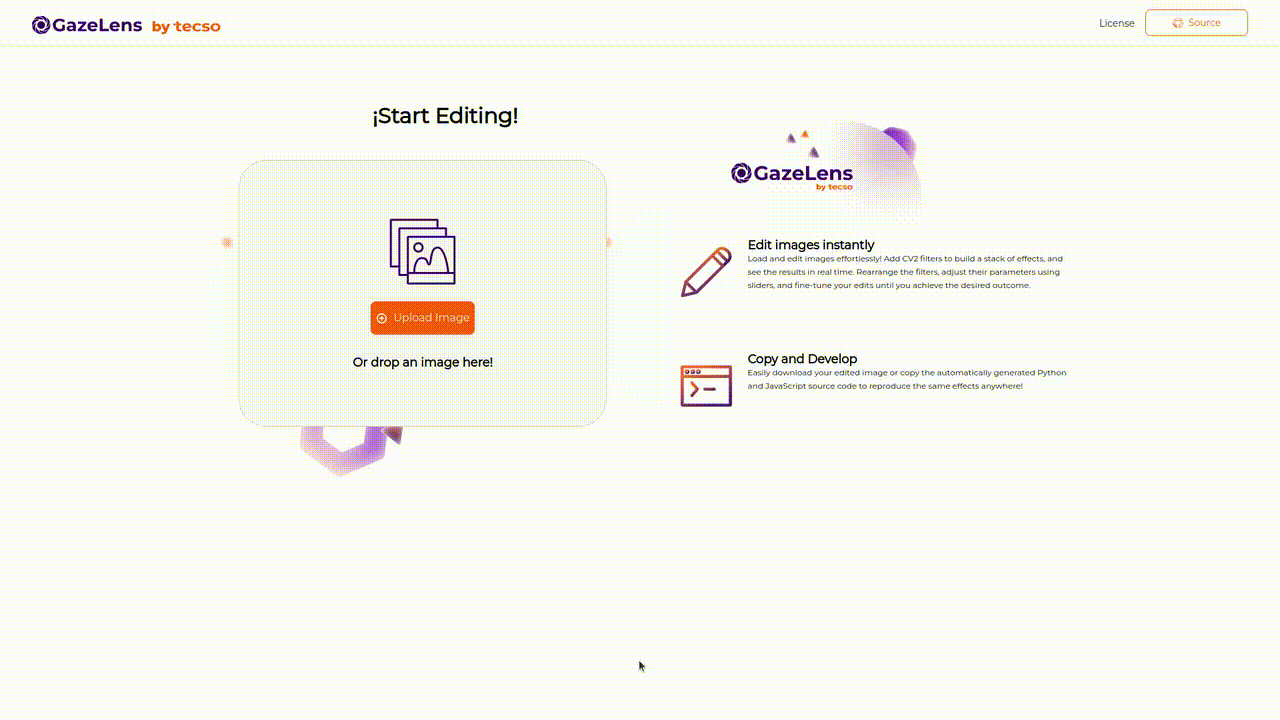 GazeLens by tecso
License
Source
¡Start Editing!
Upload Image
Or drop an image here!
GazeLens
by tecso
Edit images instantly
Load and edit images effortlessly! Add CV2 filters to build a stack of effects, and
see the results in real time. Rearrange the filters, adjust their parameters using
sliders, and fine-tune your edits until you achieve the desired outcome.
Copy and Develop
Easily download your edited image or copy the automatically generated Python
and JavaScript source code to reproduce the same effects anywhere!